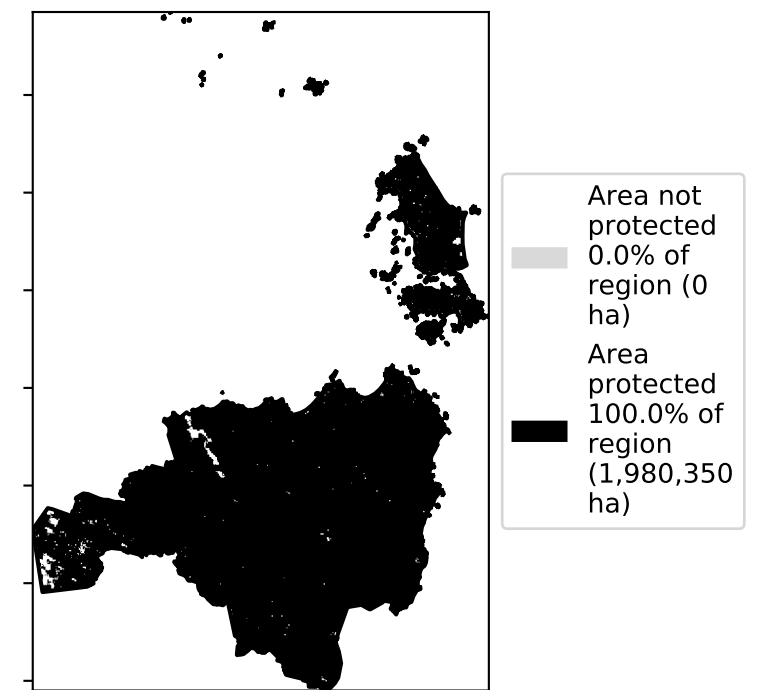 Area not
protected
0.0% of
region (0
ha)
Area
protected
100.0% of
region
(1,980,350
ha)